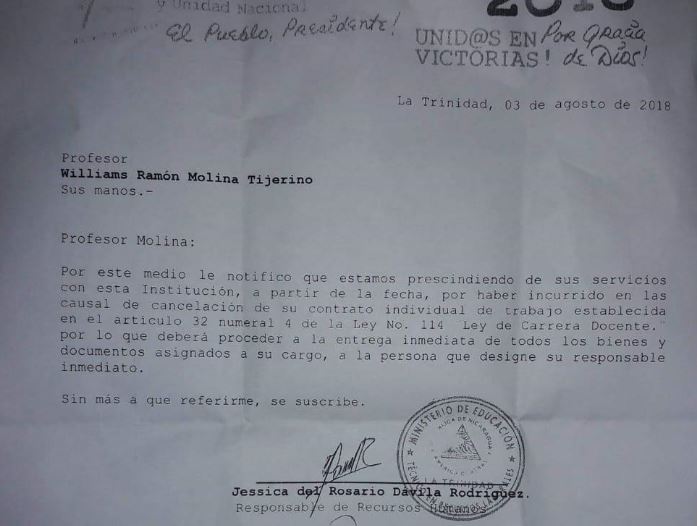 y Unidad Nacional
El Pueblo, Presidente!
2018
UNID@S EN Por Gracia
VICTORIAS! de Dios!
La Trinidad, 03 de agosto de 2018
Profesor
Williams Ramón Molina Tijerino
Sus manos.-
Profesor Molina:
Por este medio le notifico que estamos prescindiendo de sus servicios
con esta Institución, a partir de la fecha, por haber incurrido en las
causal de cancelación de su contrato individual de trabajo establecida
en el articulo 32 numeral 4 de la Ley No. 114 Ley de Carrera Docente."
por lo que deberá proceder a la entrega inmediata de todos los bienes y
documentos asignados a su cargo, a la persona que designe su responsable
inmediato.
Sin más a que referirme, se suscribe.
MINISTERIO DE EDUCACIÓN
LA TRINIDAD
Jessica del Rosario Dávila Rodríguez.
Responsable de Recursos Humanos